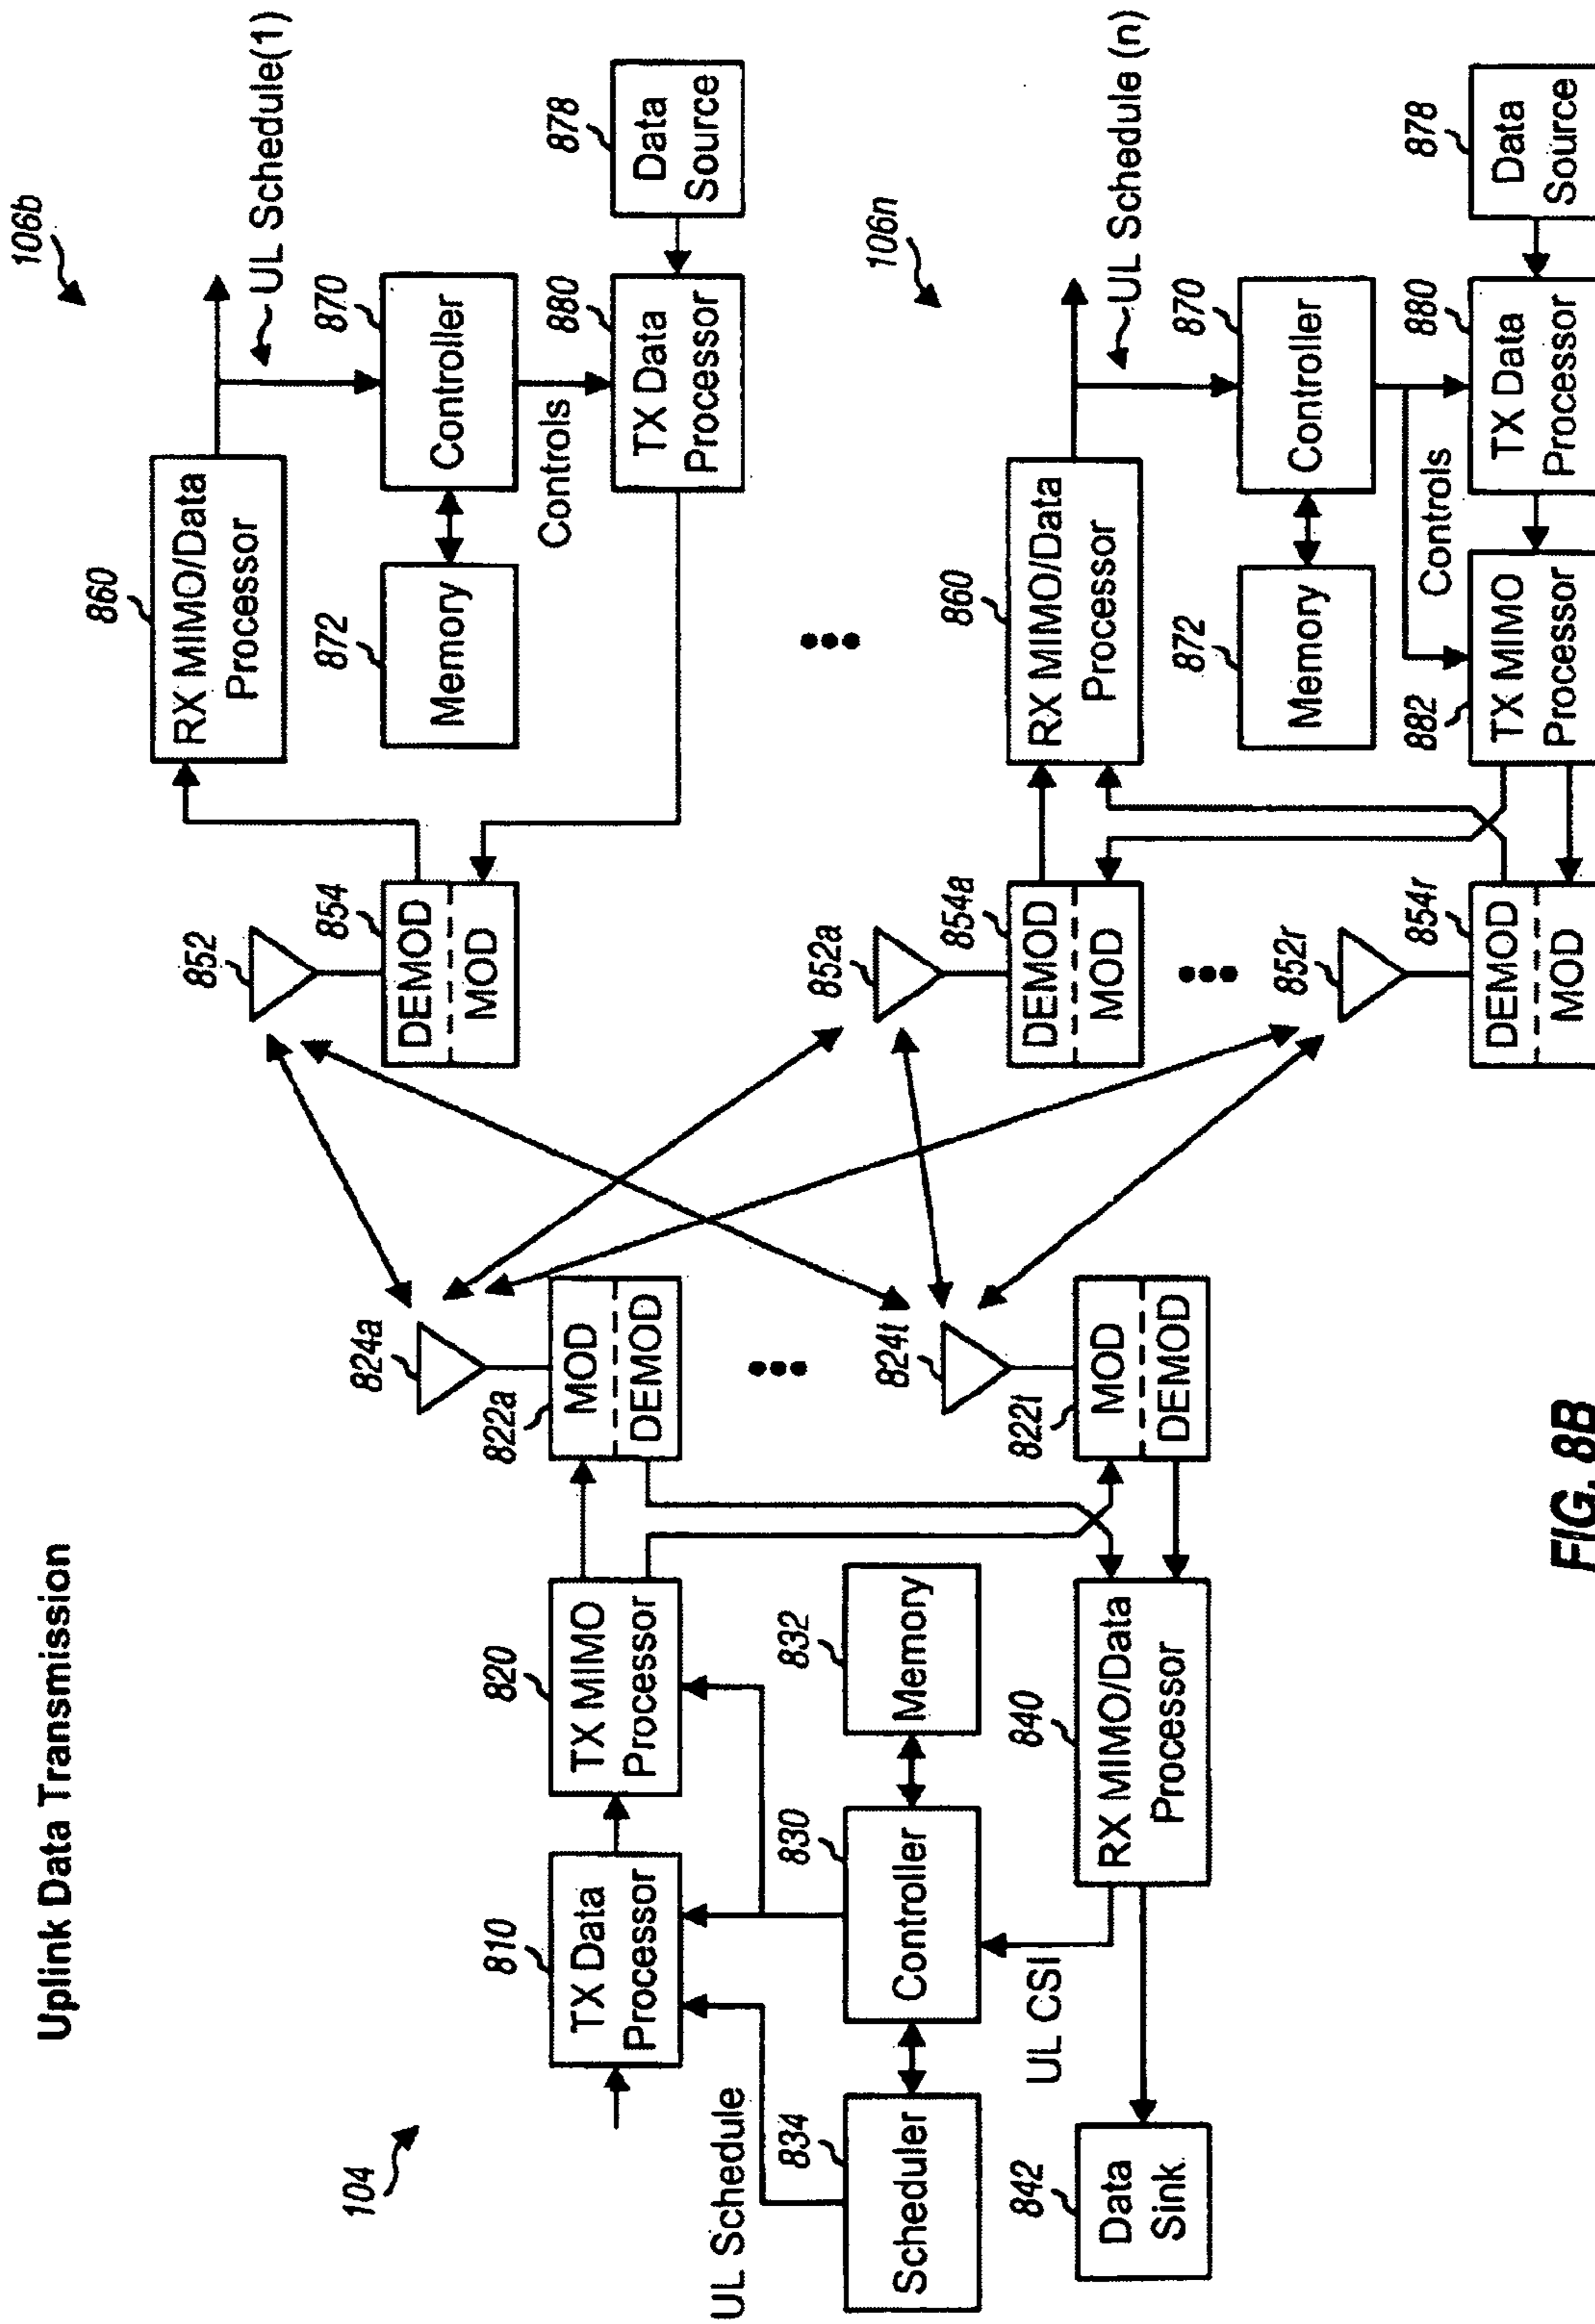 Uplink Data Transmission
104
106b
810
TX Data
Processor
820
TX MIMO
Processor
822a
MOD
DEMOD
824a
852
854
DEMOD
MOD
860
RX MIMO/Data
Processor
UL Schedule(1)
872
Memory
870
Controller
Controls
880
TX Data
Processor
878
Data
Source
UL Schedule
834
Scheduler
830
Controller
832
Memory
UL CSI
842
Data
Sink
840
RX MIMO/Data
Processor
822t
MOD
DEMOD
824t
106n
852a
854a
DEMOD
MOD
852r
854r
DEMOD
MOD
860
RX MIMO/Data
Processor
UL Schedule (n)
872
Memory
870
Controller
Controls
882
TX MIMO
Processor
880
TX Data
Processor
878
Data
Source
FIG. 8B